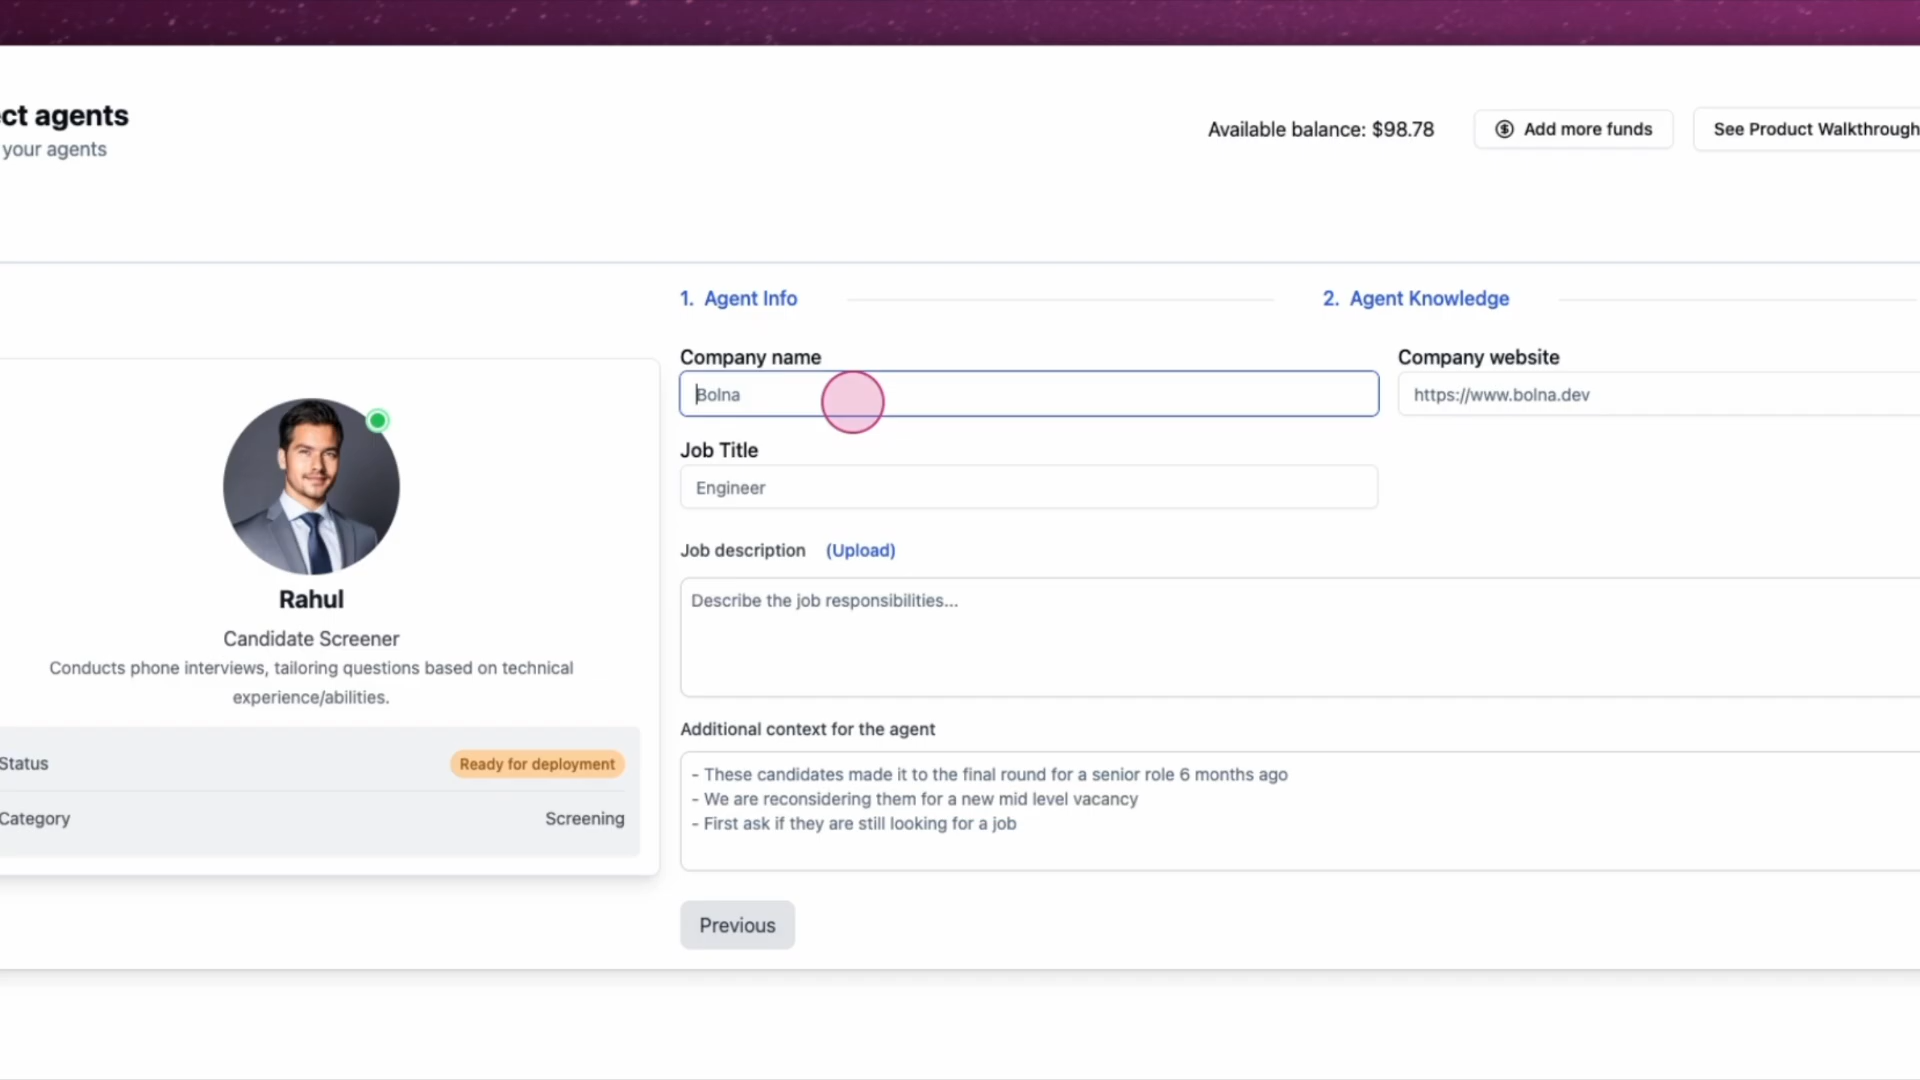 ct agents
your agents
Available balance: $98.78
Add more funds
See Product Walkthrough
1. Agent Info
2. Agent Knowledge
Company name
Company website
Bolna
https://www.bolna.dev
Job Title
Engineer
Job description (Upload)
Describe the job responsibilities...
Rahul
Candidate Screener
Conducts phone interviews, tailoring questions based on technical
experience/abilities.
Status
Ready for deployment
Category
Screening
Additional context for the agent
- These candidates made it to the final round for a senior role 6 months ago
- We are reconsidering them for a new mid level vacancy
- First ask if they are still looking for a job
Previous